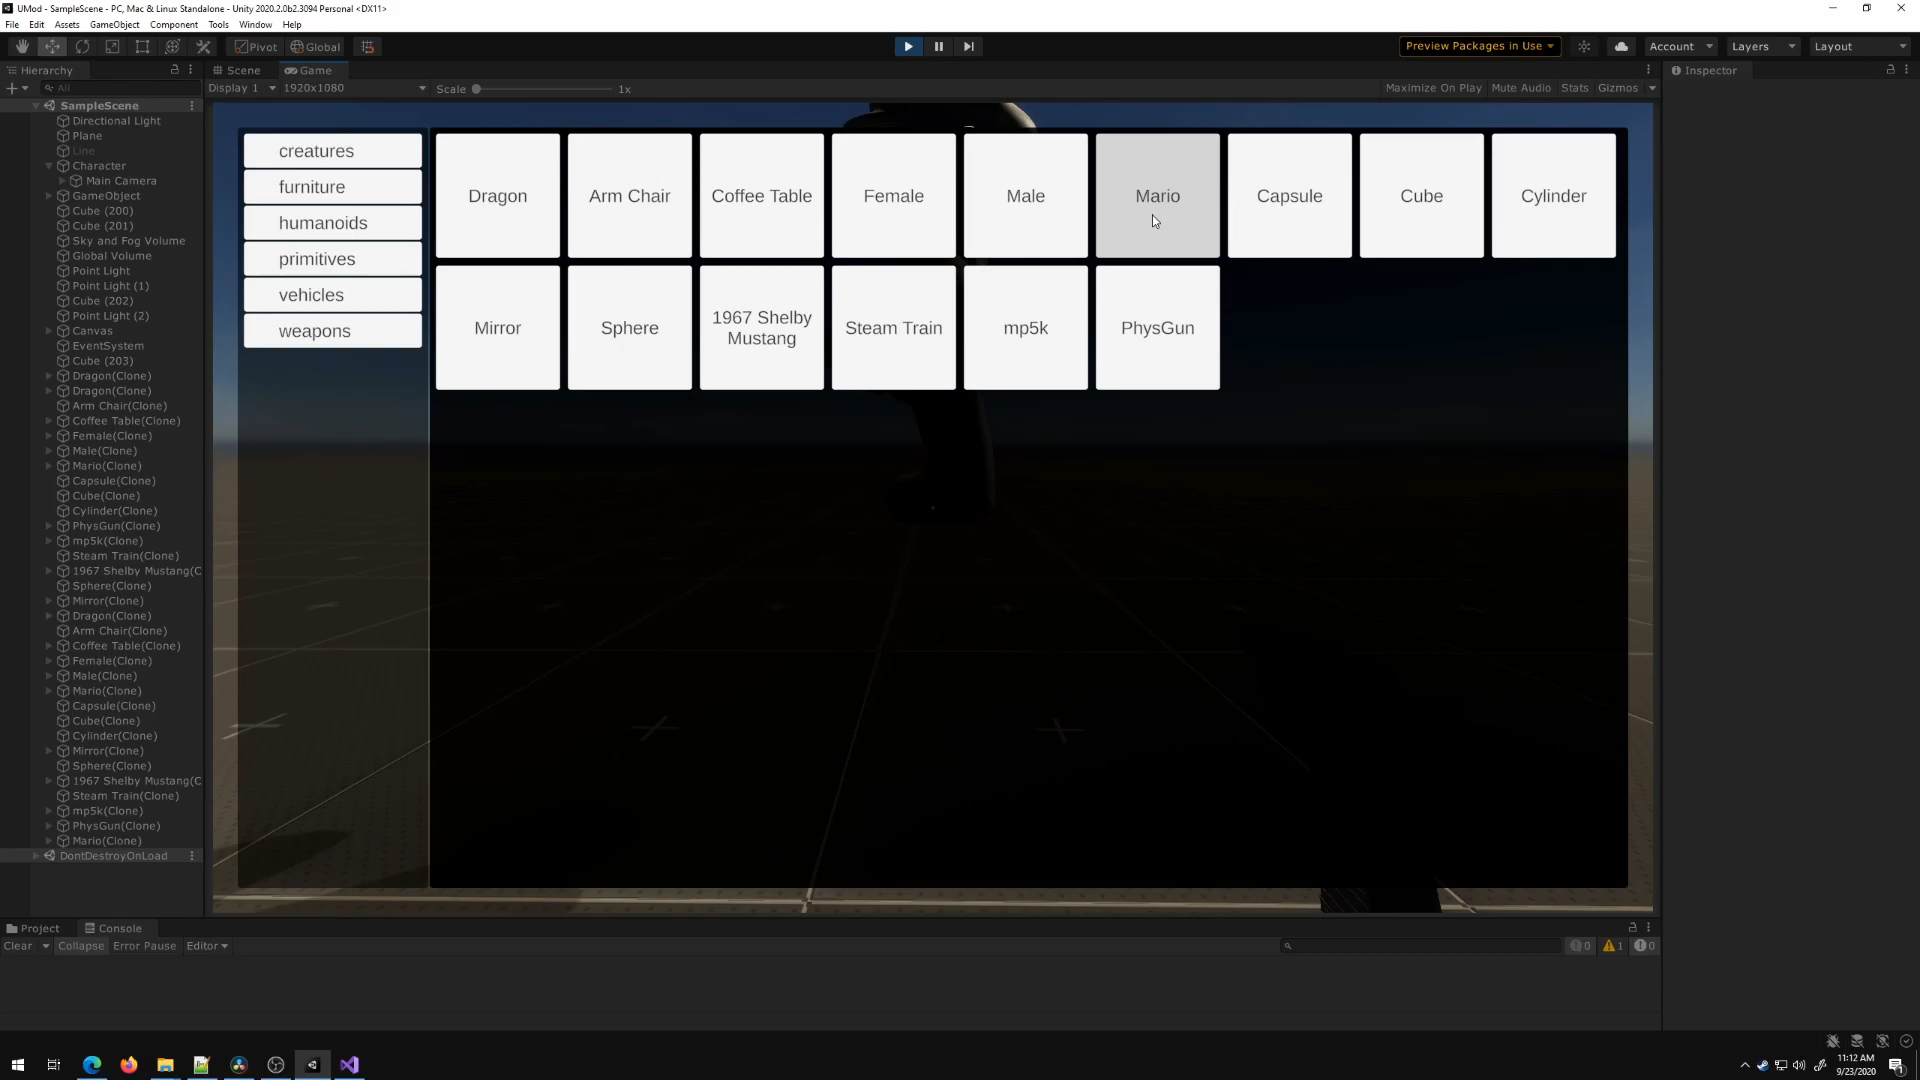 UMod - SampleScene - PC, Mac & Linux Standalone - Unity 2020.2.0b2.3094 Personal <DX11>
File Edit Assets GameObject Component Tools Window Help
Pivot Global Preview Packages in Use Account Layers Layout
Hierarchy Scene Game Inspector
All Display 1 1920x1080 Scale 1x Maximize On Play Mute Audio Stats Gizmos
SampleScene
Directional Light
Plane
Line
Character
Main Camera
GameObject
Cube (200)
Cube (201)
Sky and Fog Volume
Global Volume
Point Light
Point Light (1)
Cube (202)
Point Light (2)
Canvas
EventSystem
Cube (203)
Dragon(Clone)
Dragon(Clone)
Arm Chair(Clone)
Coffee Table(Clone)
Female(Clone)
Male(Clone)
Mario(Clone)
Capsule(Clone)
Cube(Clone)
Cylinder(Clone)
PhysGun(Clone)
mp5k(Clone)
Steam Train(Clone)
1967 Shelby Mustang(C
Sphere(Clone)
Mirror(Clone)
Dragon(Clone)
Arm Chair(Clone)
Coffee Table(Clone)
Female(Clone)
Male(Clone)
Mario(Clone)
Capsule(Clone)
Cube(Clone)
Cylinder(Clone)
Mirror(Clone)
Sphere(Clone)
1967 Shelby Mustang(C
Steam Train(Clone)
mp5k(Clone)
PhysGun(Clone)
Mario(Clone)
DontDestroyOnLoad
creatures
furniture
humanoids
primitives
vehicles
weapons
Dragon Arm Chair Coffee Table Female Male Mario Capsule Cube Cylinder
Mirror Sphere 1967 Shelby Mustang Steam Train mp5k PhysGun
Project Console
Clear Collapse Error Pause Editor 0 1 0
11:12 AM
9/23/2020
1